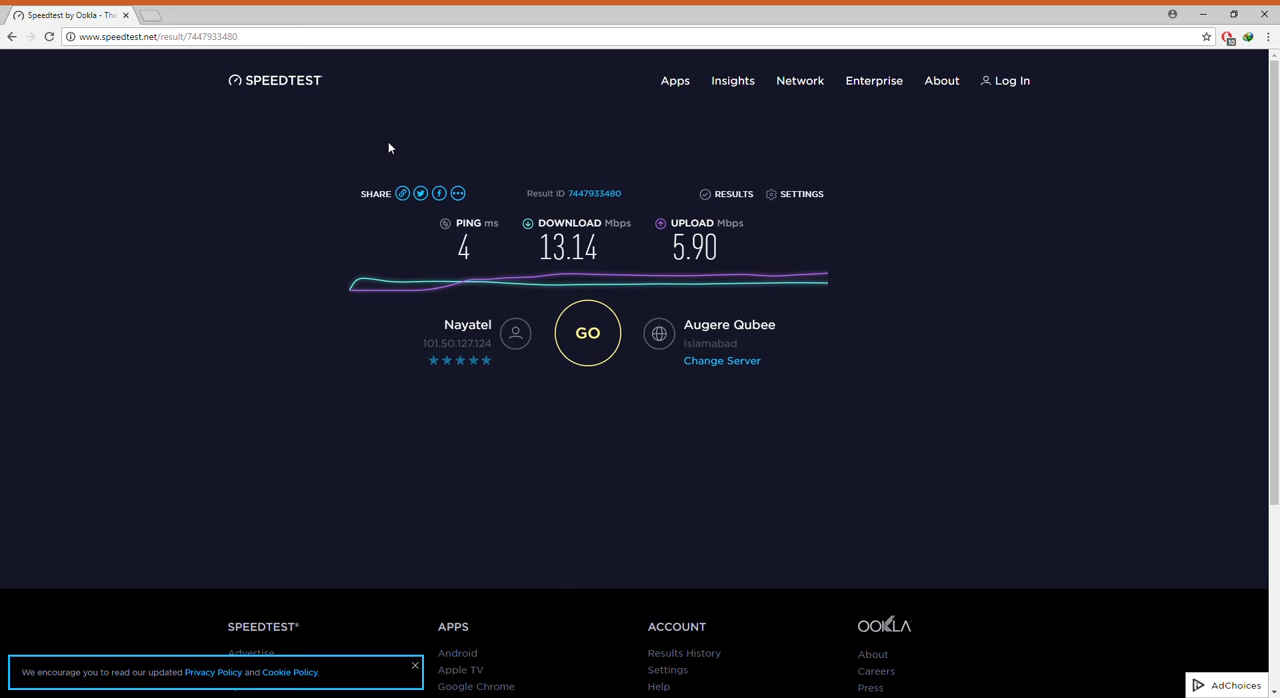 Speedtest by Ookla - The
www.speedtest.net/result/7447933480
10
SPEEDTEST
Apps Insights Network Enterprise About Log In
SHARE Result ID 7447933480 RESULTS SETTINGS
PING ms DOWNLOAD Mbps UPLOAD Mbps
4 13.14 5.90
Nayatel GO Augere Qubee
101.50.127.124 Islamabad
Change Server
SPEEDTEST® APPS ACCOUNT OOKLA
Advertise Android Results History About
Apple TV Settings Careers
Google Chrome Help Press
We encourage you to read our updated Privacy Policy and Cookie Policy.
AdChoices